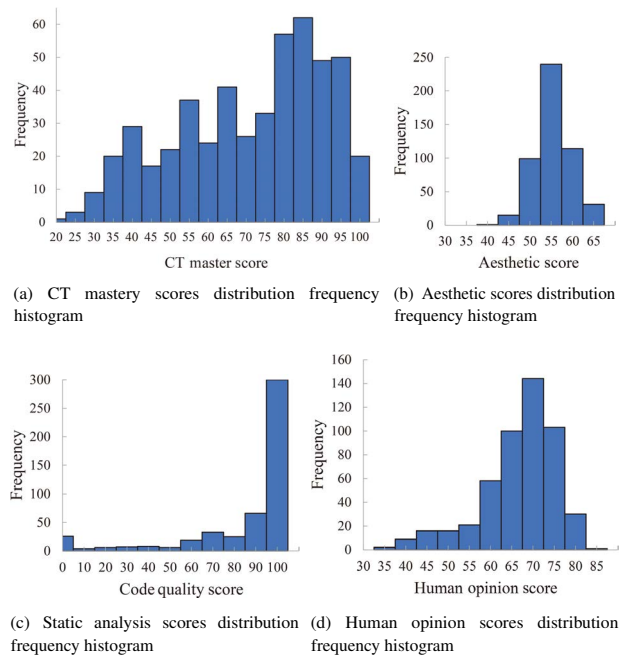 60
50
40
30
20
10
0
Frequency
20 25 30 35 40 45 50 55 60 65 70 75 80 85 90 95 100
CT master score
(a) CT mastery scores distribution frequency
histogram
250
200
150
100
50
0
Frequency
30 35 40 45 50 55 60 65
Aesthetic score
(b) Aesthetic scores distribution
frequency histogram
300
250
200
150
100
50
0
Frequency
0 10 20 30 40 50 60 70 80 90 100
Code quality score
(c) Static analysis scores distribution
frequency histogram
160
140
120
100
80
60
40
20
0
Frequency
30 35 40 45 50 55 60 65 70 75 80 85
Human opinion score
(d) Human opinion scores distribution
frequency histogram